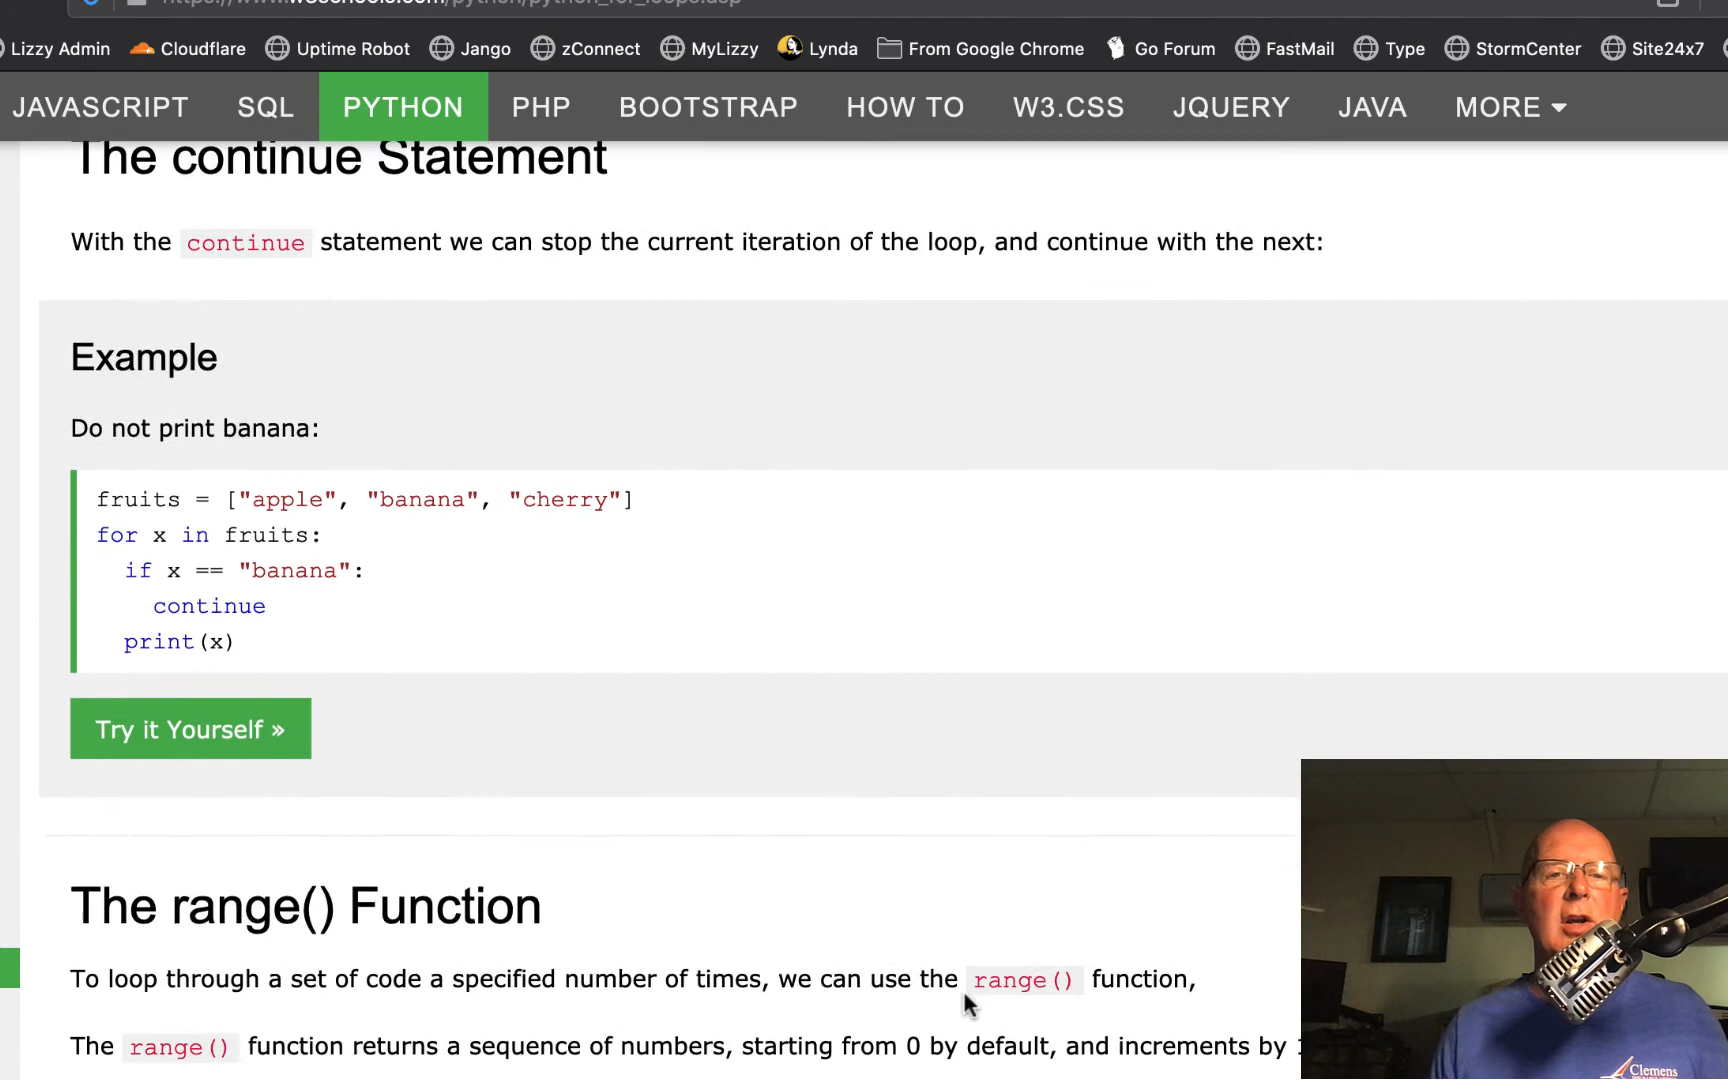 Lizzy Admin Cloudflare Uptime Robot Jango zConnect MyLizzy Lynda From Google Chrome Go Forum FastMail Type StormCenter Site24x7
JAVASCRIPT SQL PYTHON PHP BOOTSTRAP HOW TO W3.CSS JQUERY JAVA MORE
The continue Statement
With the continue statement we can stop the current iteration of the loop, and continue with the next:
Example
Do not print banana:
fruits = ["apple", "banana", "cherry"]
for x in fruits:
if x == "banana":
continue
print(x)
Try it Yourself »
The range() Function
To loop through a set of code a specified number of times, we can use the range() function,
The range() function returns a sequence of numbers, starting from 0 by default, and increments by
Clemens